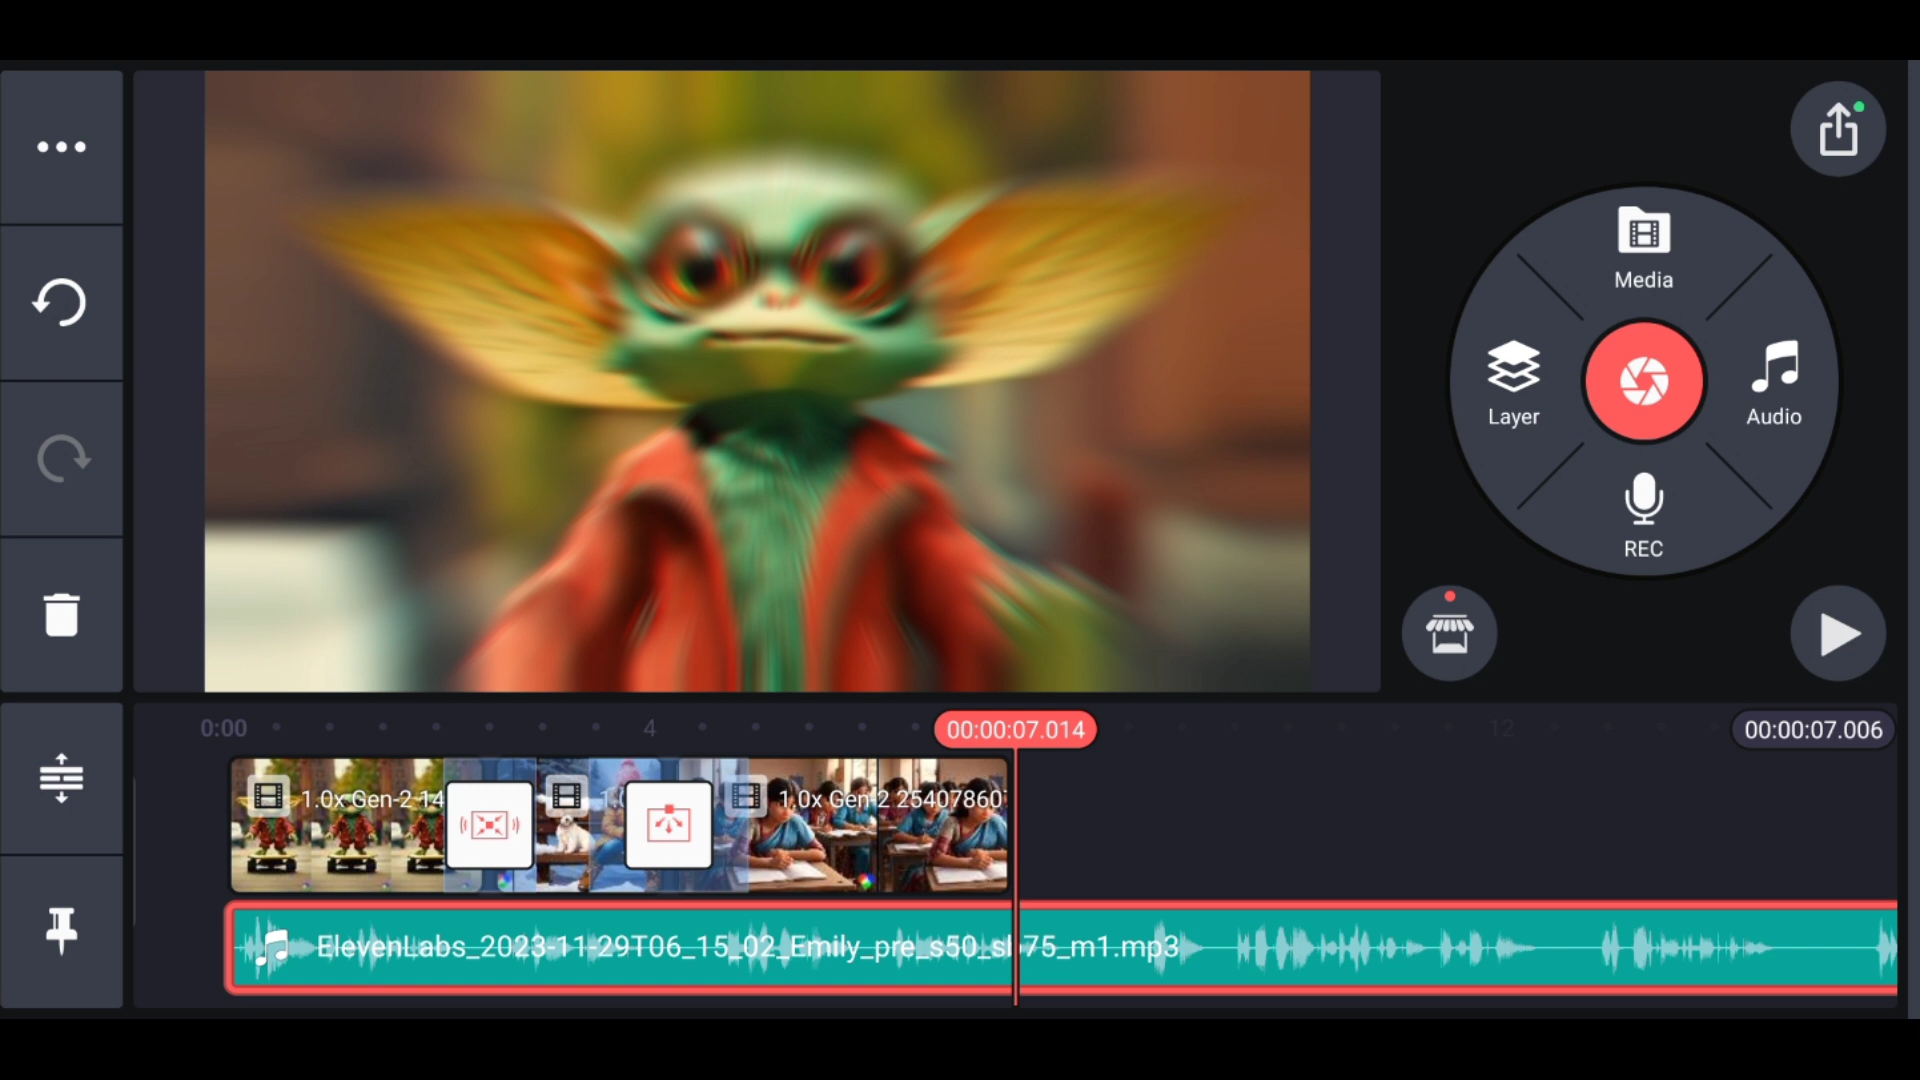 Media
Layer
Audio
REC
0:00
4
00:00:07.014
12
00:00:07.006
1.0x Gen-2 14
1.0x Gen-2 25407860
ElevenLabs_2023-11-29T06_15_02_Emily_pre_s50_sb75_m1.mp3